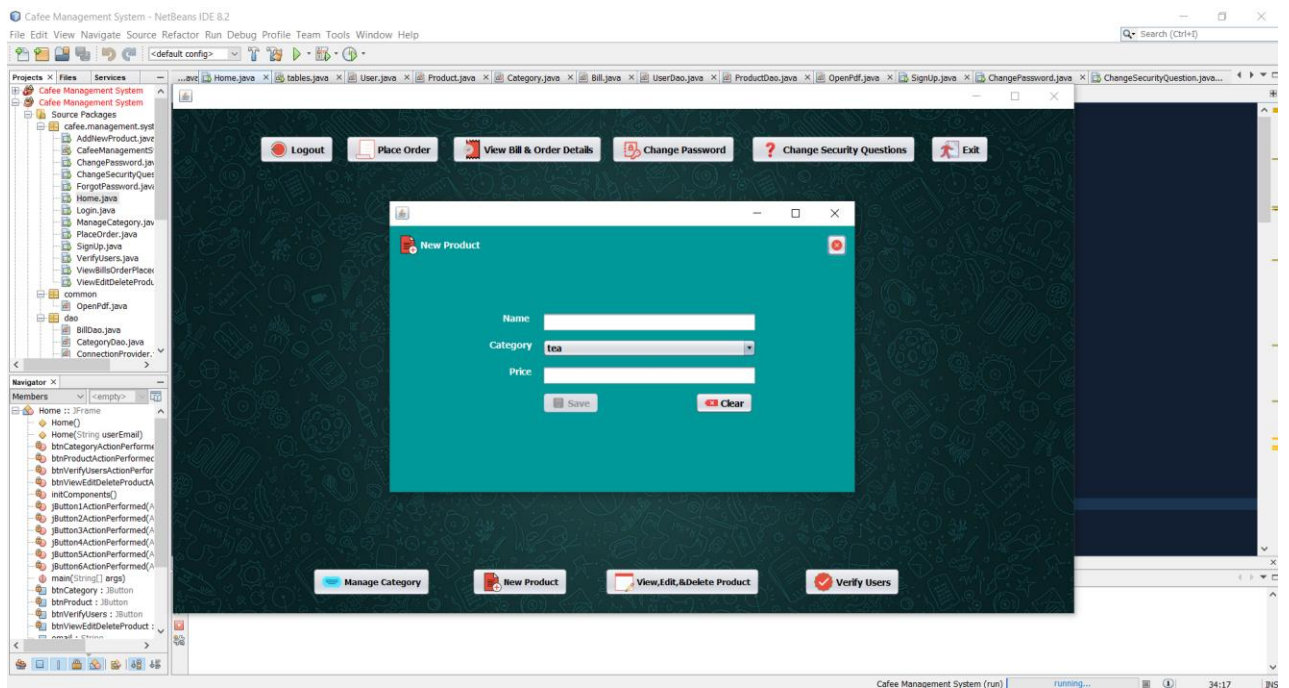 Cafee Management System - NetBeans IDE 8.2
File Edit View Navigate Source Refactor Run Debug Profile Team Tools Window Help
Search (Ctrl+I)
<default config>
Projects Files Services
...ave Home.java tables.java User.java Product.java Category.java Bill.java UserDao.java ProductDao.java OpenPdf.java SignUp.java ChangePassword.java ChangeSecurityQuestion.java...
Cafee Management System
Cafee Management System
Source Packages
cafee.management.syst
AddNewProduct.java
CafeeManagementS
ChangePassword.jav
ChangeSecurityQues
ForgotPassword.java
Home.java
Login.java
ManageCategory.jav
PlaceOrder.java
SignUp.java
VerifyUsers.java
ViewBillsOrderPlaced
ViewEditDeleteProdu
common
OpenPdf.java
dao
BillDao.java
CategoryDao.java
ConnectionProvider.
Navigator
Members <empty>
Home :: JFrame
Home()
Home(String userEmail)
btnCategoryActionPerforme
btnProductActionPerformed
btnVerifyUsersActionPerfor
btnViewEditDeleteProductA
initComponents()
jButton1ActionPerformed(A
jButton2ActionPerformed(A
jButton3ActionPerformed(A
jButton4ActionPerformed(A
jButton5ActionPerformed(A
jButton6ActionPerformed(A
main(String[] args)
btnCategory : JButton
btnProduct : JButton
btnVerifyUsers : JButton
btnViewEditDeleteProduct :
email : String
Logout Place Order View Bill & Order Details Change Password Change Security Questions Exit
New Product
Name
Category tea
Price
Save Clear
Manage Category New Product View,Edit,&Delete Product Verify Users
Cafee Management System (run) running... 34:17 INS